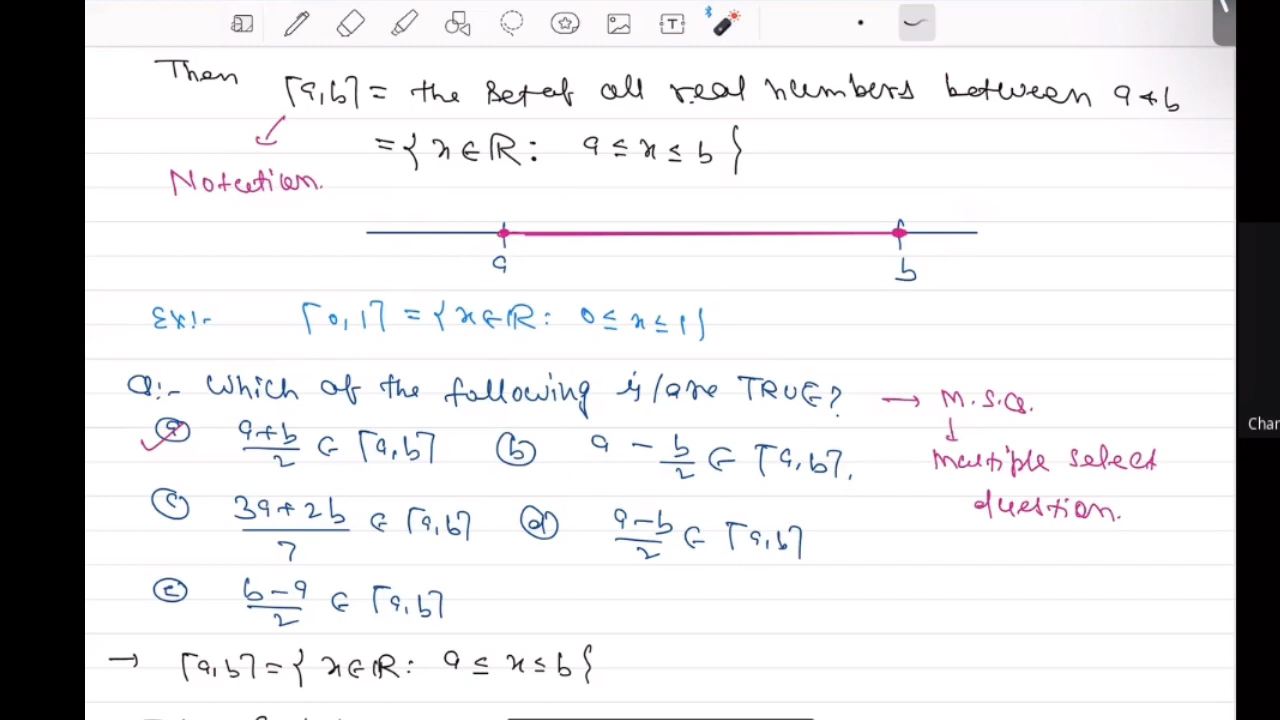 Then [a,b] = the set of all real numbers between a & b
= { x ∈ ℝ : a ≤ x ≤ b }
Notation.
a b
Ex:- [0,1] = { x ∈ ℝ : 0 ≤ x ≤ 1 }
Q:- Which of the following is/are TRUE? → M.S.Q.
Multiple select question.
(a) (a+b)/2 ∈ [a,b] (b) a - b/2 ∈ [a,b].
(c) (3a+2b)/7 ∈ [a,b] (d) (a-b)/2 ∈ [a,b]
(e) (b-a)/2 ∈ [a,b]
→ [a,b] = { x ∈ ℝ : a ≤ x ≤ b }
Char